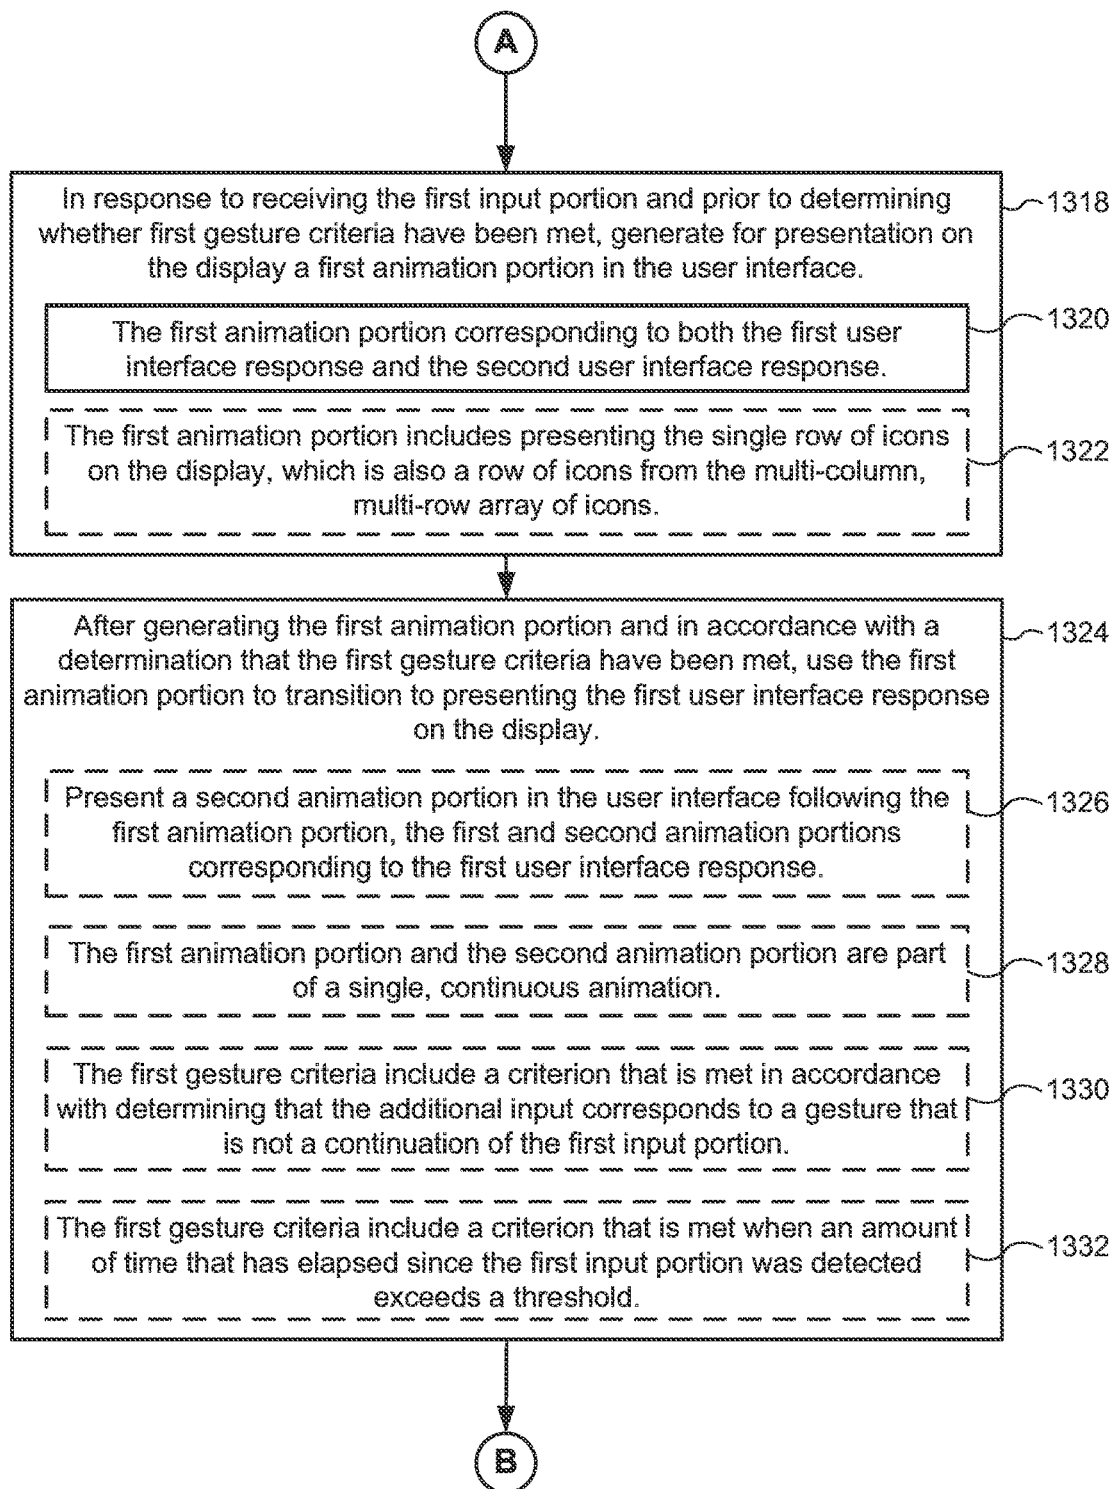 A
In response to receiving the first input portion and prior to determining
whether first gesture criteria have been met, generate for presentation on
the display a first animation portion in the user interface.
1318
The first animation portion corresponding to both the first user
interface response and the second user interface response.
1320
The first animation portion includes presenting the single row of icons
on the display, which is also a row of icons from the multi-column,
multi-row array of icons.
1322
After generating the first animation portion and in accordance with a
determination that the first gesture criteria have been met, use the first
animation portion to transition to presenting the first user interface response
on the display.
1324
Present a second animation portion in the user interface following the
first animation portion, the first and second animation portions
corresponding to the first user interface response.
1326
The first animation portion and the second animation portion are part
of a single, continuous animation.
1328
The first gesture criteria include a criterion that is met in accordance
with determining that the additional input corresponds to a gesture that
is not a continuation of the first input portion.
1330
The first gesture criteria include a criterion that is met when an amount
of time that has elapsed since the first input portion was detected
exceeds a threshold.
1332
B